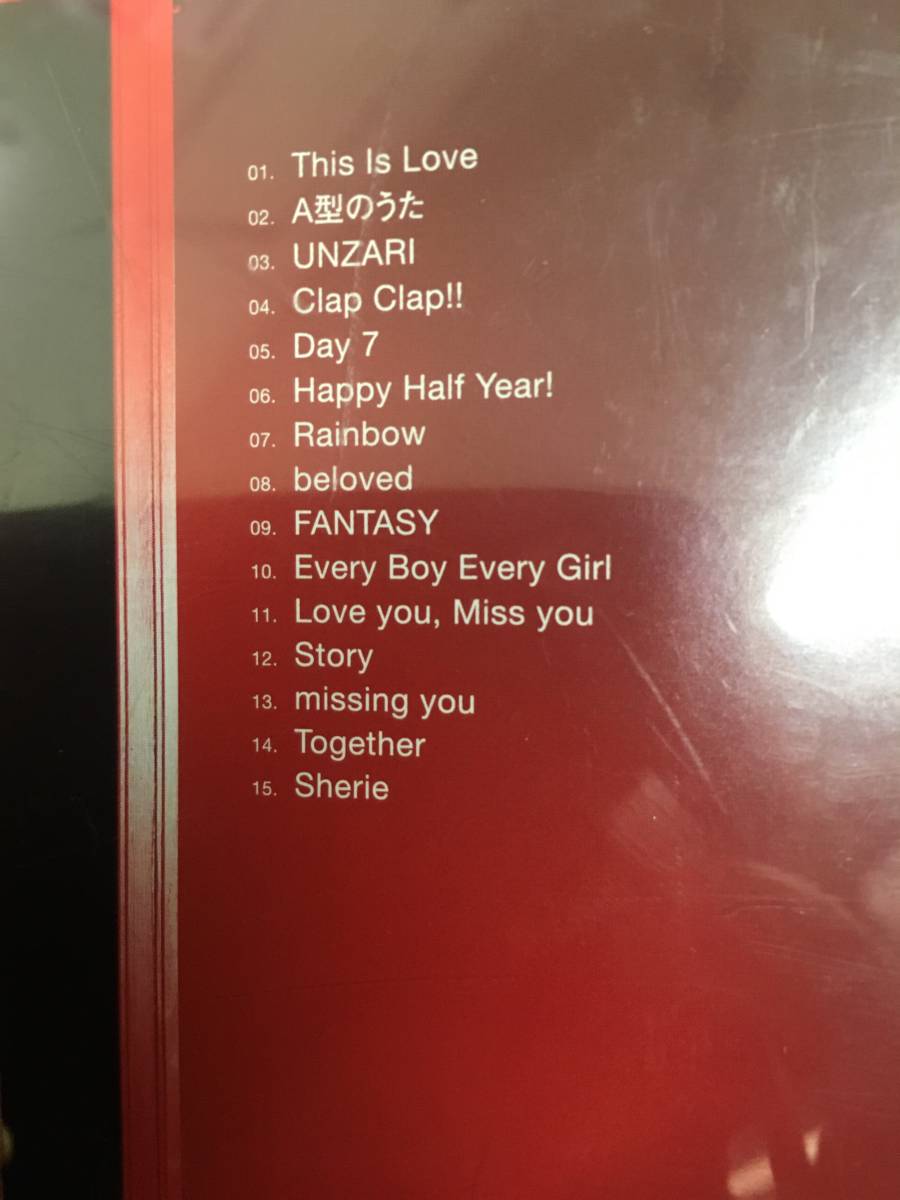 01. This Is Love
02. A型のうた
03. UNZARI
04. Clap Clap!!
05. Day 7
06. Happy Half Year!
07. Rainbow
08. beloved
09. FANTASY
10. Every Boy Every Girl
11. Love you, Miss you
12. Story
13. missing you
14. Together
15. Sherie